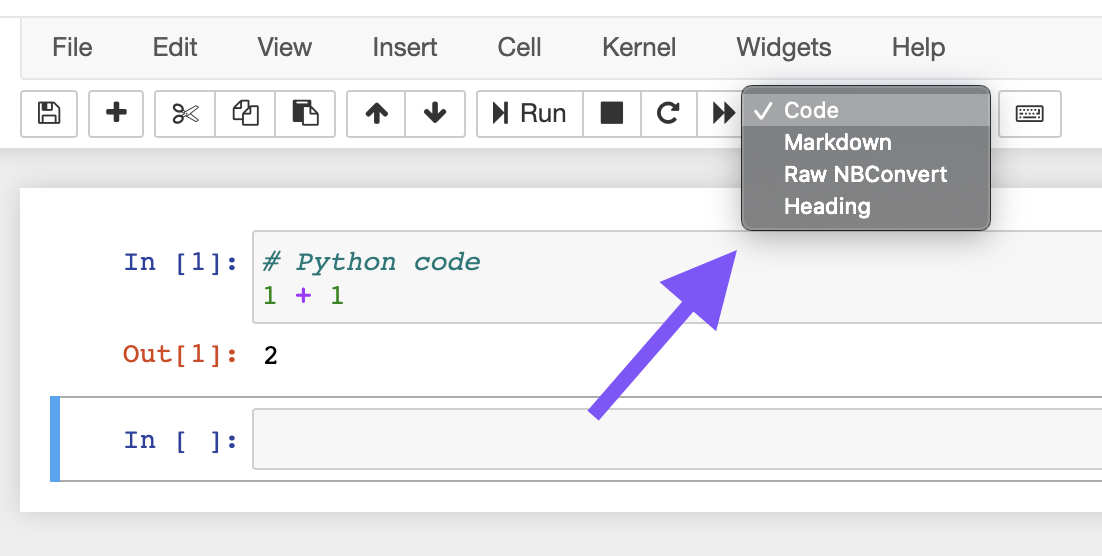 File Edit View Insert Cell Kernel Widgets Help
Run
✓ Code
Markdown
Raw NBConvert
Heading
In [1]: # Python code
1 + 1
Out[1]: 2
In [ ]: